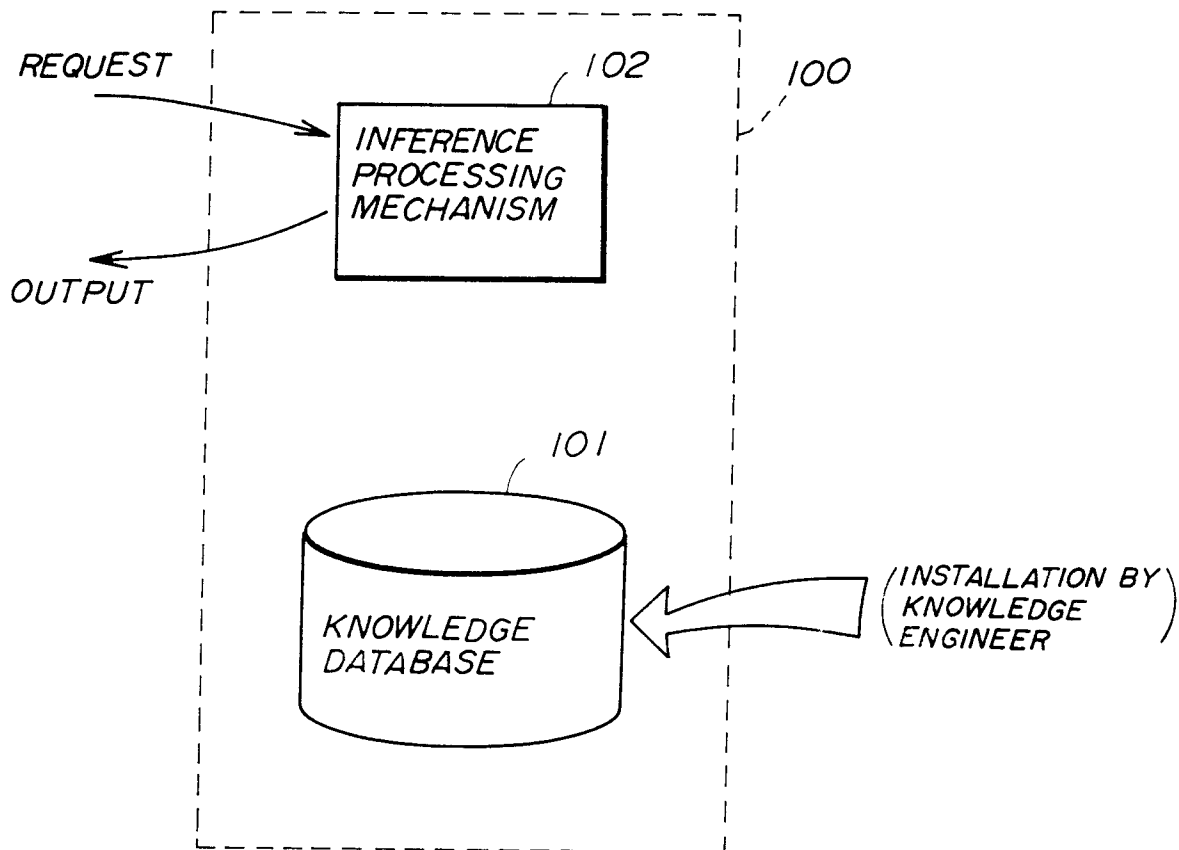 REQUEST
102
100
INFERENCE
PROCESSING
MECHANISM
OUTPUT
101
KNOWLEDGE
DATABASE
(INSTALLATION BY
KNOWLEDGE
ENGINEER)